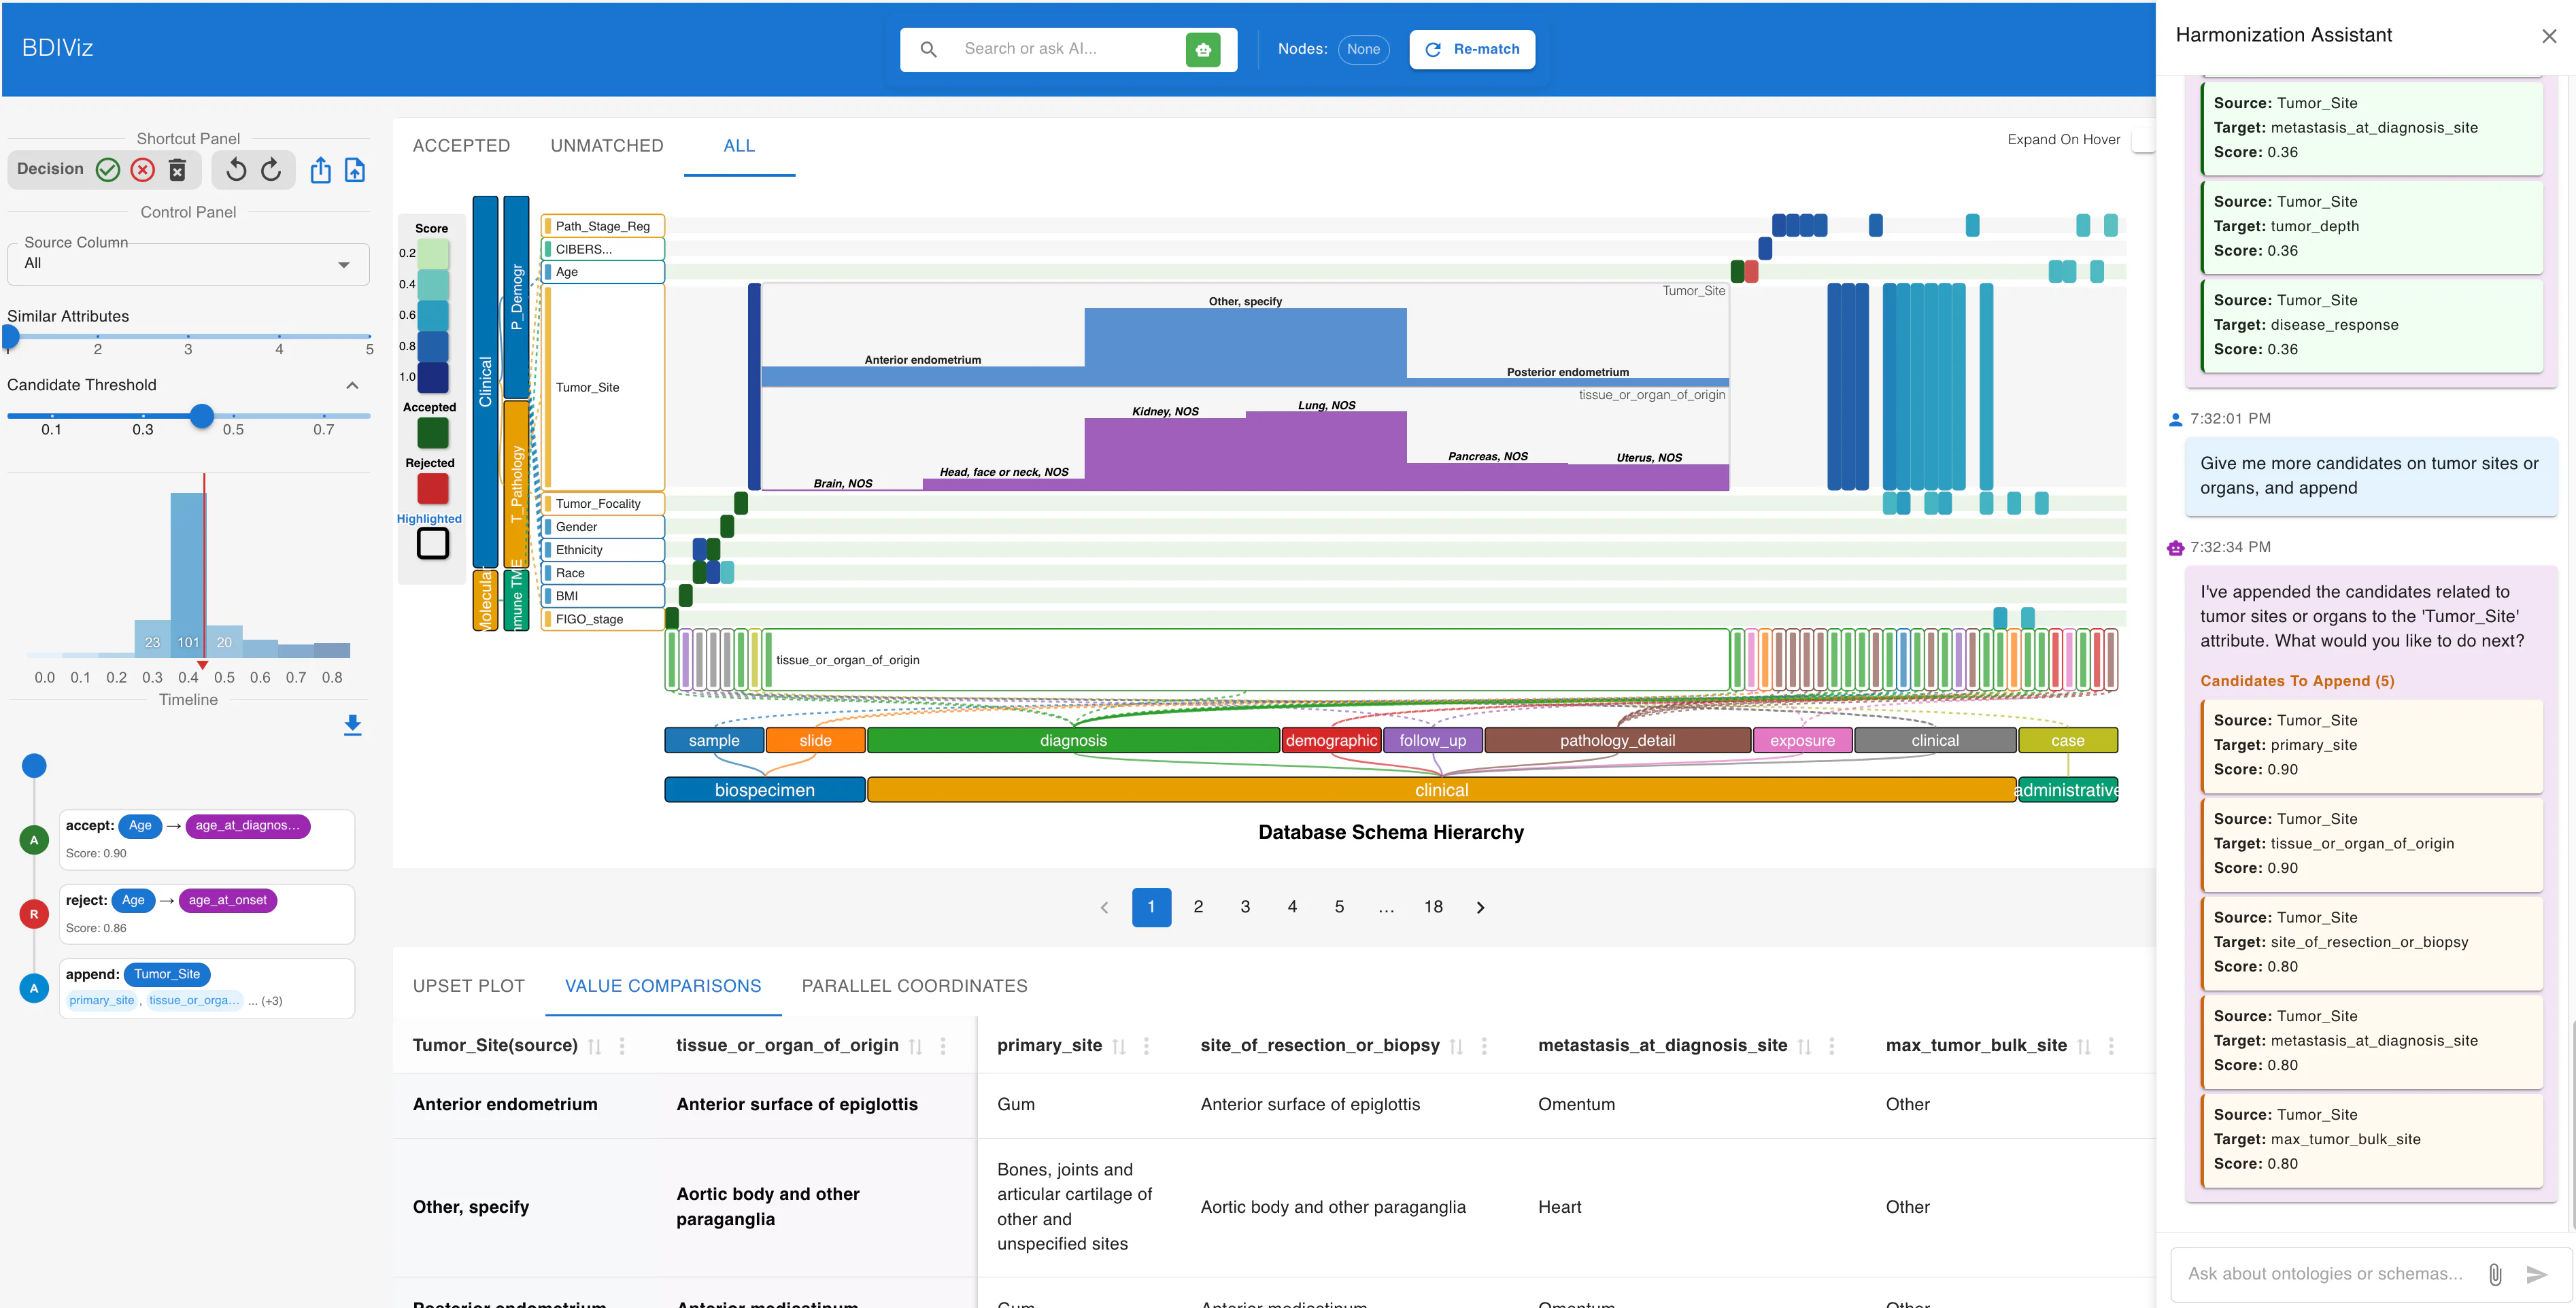 BDIViz
Search or ask AI...
Nodes:
None
Re-match
Shortcut Panel
Decision
Control Panel
Source Column
All
Similar Attributes
2
3
4
5
Candidate Threshold
0.1
0.3
0.5
0.7
23
101
20
0.0
0.1
0.2
0.3
0.4
0.5
0.6
0.7
0.8
Timeline
A
accept: Age → age_at_diagnos...
Score: 0.90
R
reject: Age → age_at_onset
Score: 0.86
A
append: Tumor_Site
primary_site , tissue_or_orga... ... (+3)
ACCEPTED
UNMATCHED
ALL
Expand On Hover
Score
0.2
0.4
0.6
0.8
1.0
Accepted
Rejected
Highlighted
Clinical
Molecular
P_Demogr
T_Pathology
mune TME
Path_Stage_Reg
CIBERS...
Age
Tumor_Site
Tumor_Focality
Gender
Ethnicity
Race
BMI
FIGO_stage
Tumor_Site
Other, specify
Anterior endometrium
Posterior endometrium
tissue_or_organ_of_origin
Lung, NOS
Kidney, NOS
Pancreas, NOS
Uterus, NOS
Head, face or neck, NOS
Brain, NOS
tissue_or_organ_of_origin
sample
slide
diagnosis
demographic
follow_up
pathology_detail
exposure
clinical
case
biospecimen
clinical
administrative
Database Schema Hierarchy
1
2
3
4
5
...
18
UPSET PLOT
VALUE COMPARISONS
PARALLEL COORDINATES
Tumor_Site(source)
tissue_or_organ_of_origin
primary_site
site_of_resection_or_biopsy
metastasis_at_diagnosis_site
max_tumor_bulk_site
Anterior endometrium
Anterior surface of epiglottis
Gum
Anterior surface of epiglottis
Omentum
Other
Other, specify
Aortic body and other
paraganglia
Bones, joints and
articular cartilage of
other and
unspecified sites
Aortic body and other paraganglia
Heart
Other
Posterior endometrium
Anterior mediastinum
Gum
Anterior mediastinum
Omentum
Other
Harmonization Assistant
Source: Tumor_Site
Target: metastasis_at_diagnosis_site
Score: 0.36
Source: Tumor_Site
Target: tumor_depth
Score: 0.36
Source: Tumor_Site
Target: disease_response
Score: 0.36
7:32:01 PM
Give me more candidates on tumor sites or
organs, and append
7:32:34 PM
I've appended the candidates related to
tumor sites or organs to the 'Tumor_Site'
attribute. What would you like to do next?
Candidates To Append (5)
Source: Tumor_Site
Target: primary_site
Score: 0.90
Source: Tumor_Site
Target: tissue_or_organ_of_origin
Score: 0.90
Source: Tumor_Site
Target: site_of_resection_or_biopsy
Score: 0.80
Source: Tumor_Site
Target: metastasis_at_diagnosis_site
Score: 0.80
Source: Tumor_Site
Target: max_tumor_bulk_site
Score: 0.80
Ask about ontologies or schemas...